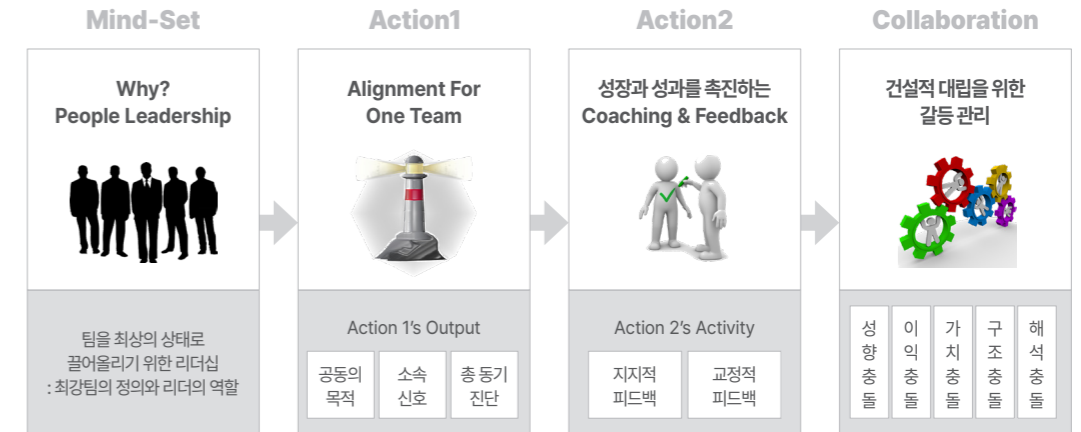 Mind-Set
Why?
People Leadership
팀을 최상의 상태로
끌어올리기 위한 리더십
: 최강팀의 정의와 리더의 역할
Action1
Alignment For
One Team
Action 1's Output
공동의
목적
소속
신호
총 동기
진단
Action2
성장과 성과를 촉진하는
Coaching & Feedback
Action 2's Activity
지지적
피드백
교정적
피드백
Collaboration
건설적 대립을 위한
갈등 관리
성향충돌
이익충돌
가치충돌
구조충돌
해석충돌